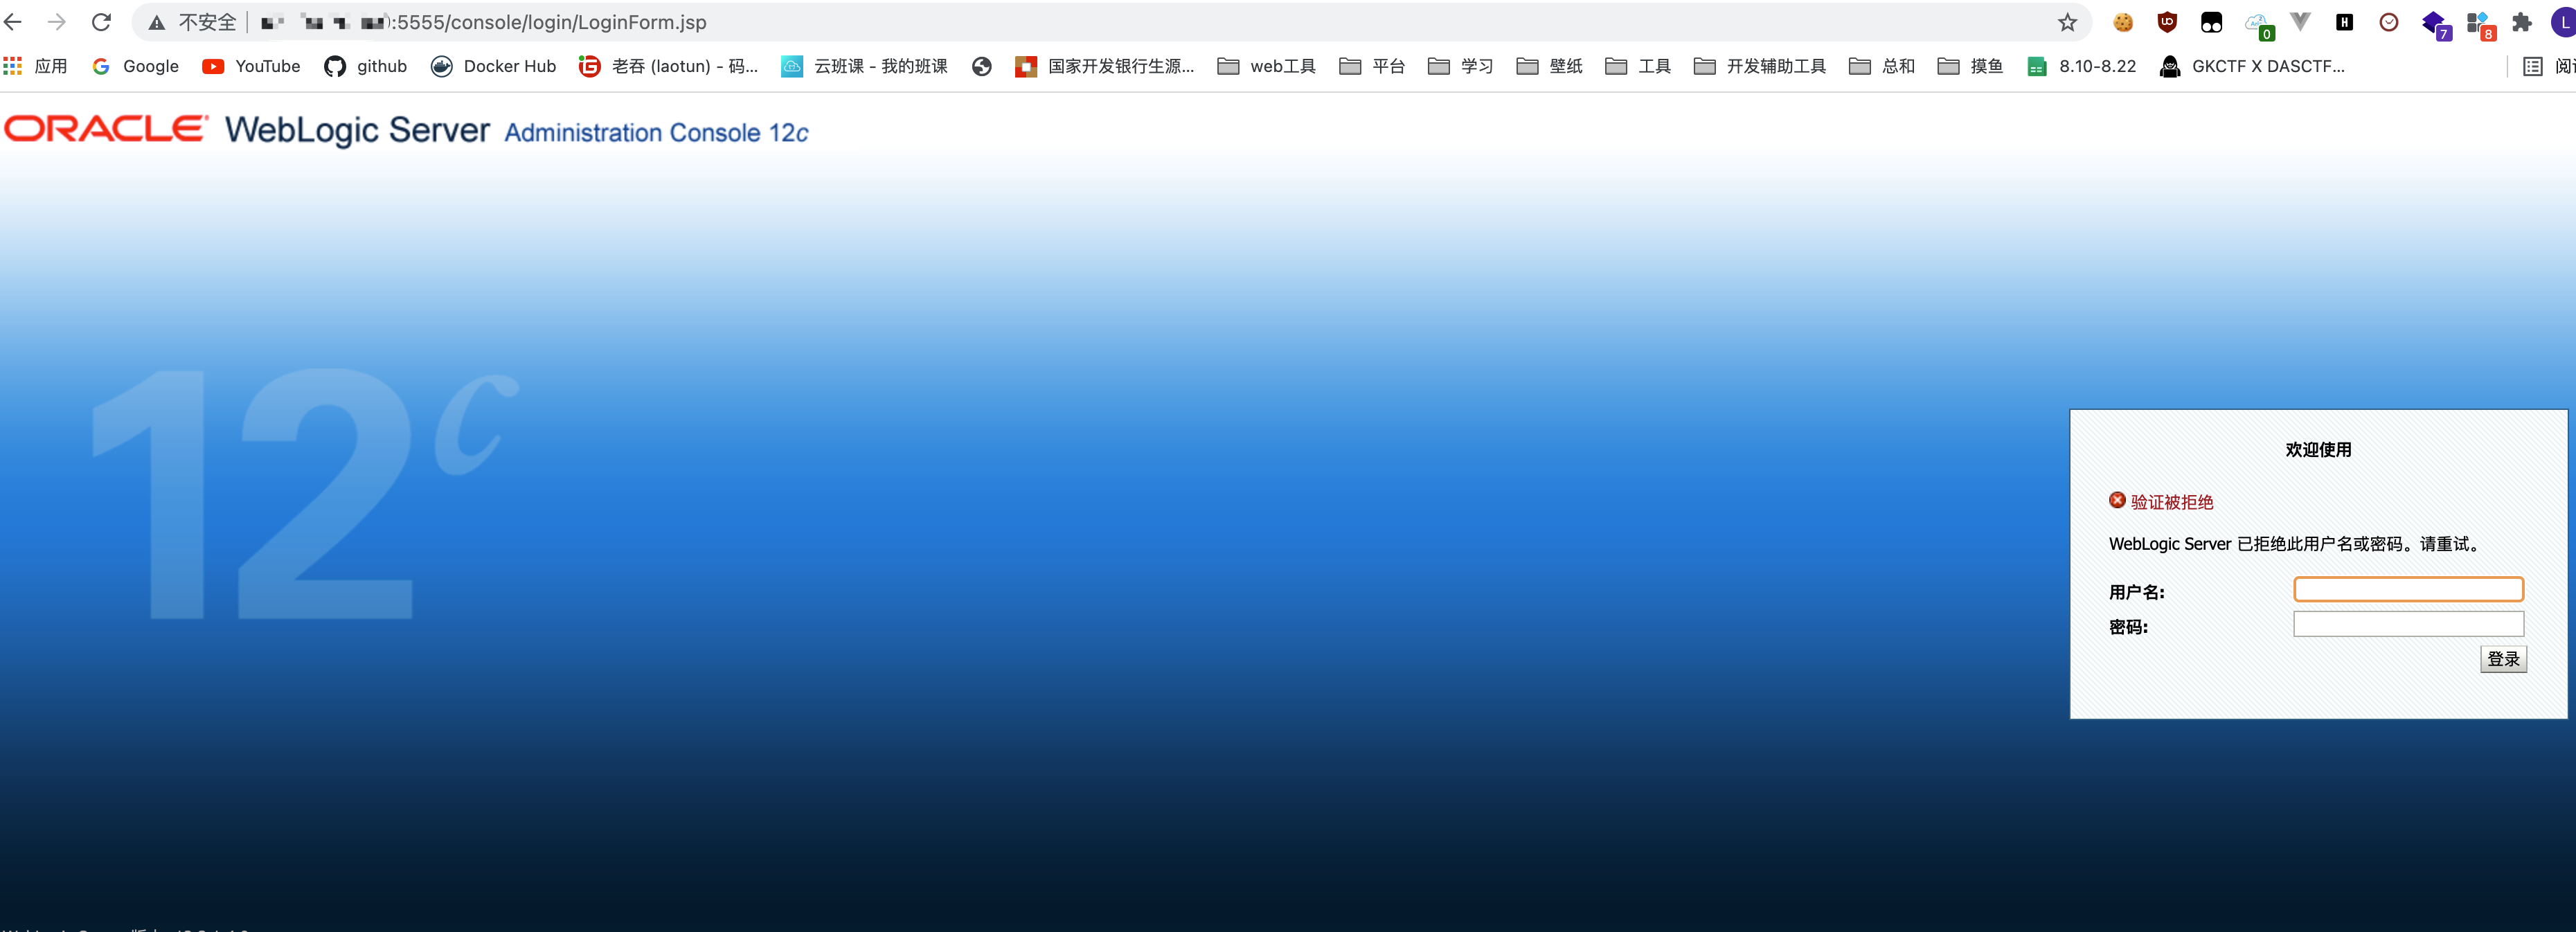 不安全 :5555/console/login/LoginForm.jsp
0 H 7 8 L
应用 Google YouTube github Docker Hub 老吞 (laotun) - 码... 云班课 - 我的班课 国家开发银行生源... web工具 平台 学习 壁纸 工具 开发辅助工具 总和 摸鱼 8.10-8.22 GKCTF X DASCTF...
ORACLE WebLogic Server Administration Console 12c
12c
欢迎使用
验证被拒绝
WebLogic Server 已拒绝此用户名或密码。请重试。
用户名:
密码:
登录